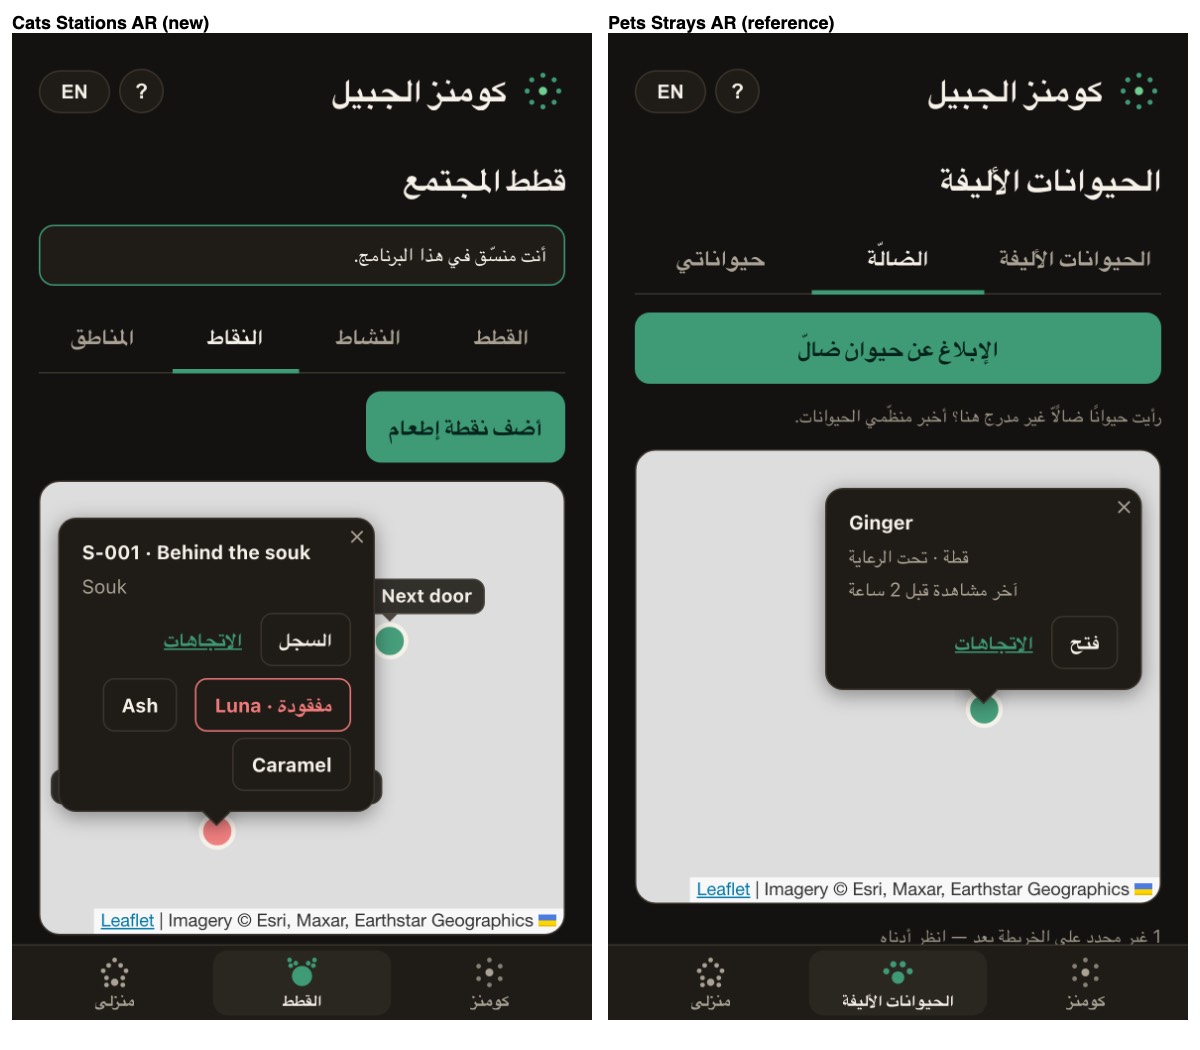 Cats Stations AR (new)
كومنز الجبيل
?
EN
قطط المجتمع
أنت منسّق في هذا البرنامج.
القطط
النشاط
النقاط
المناطق
أضف نقطة إطعام
×
S-001 · Behind the souk
Souk
السجل
الاتجاهات
Luna · مفقودة
Ash
Caramel
Next door
Leaflet | Imagery © Esri, Maxar, Earthstar Geographics
كومنز
القطط
منزلي
Pets Strays AR (reference)
كومنز الجبيل
?
EN
الحيوانات الأليفة
الحيوانات الأليفة
الضالّة
حيواناتي
الإبلاغ عن حيوان ضالّ
رأيت حيوانًا ضالًا غير مدرج هنا؟ أخبر منظّمي الحيوانات.
×
Ginger
قطة · تحت الرعاية
آخر مشاهدة قبل 2 ساعة
فتح
الاتجاهات
Leaflet | Imagery © Esri, Maxar, Earthstar Geographics
1 غير محدد على الخريطة بعد — انظر أدناه
كومنز
الحيوانات الأليفة
منزلي